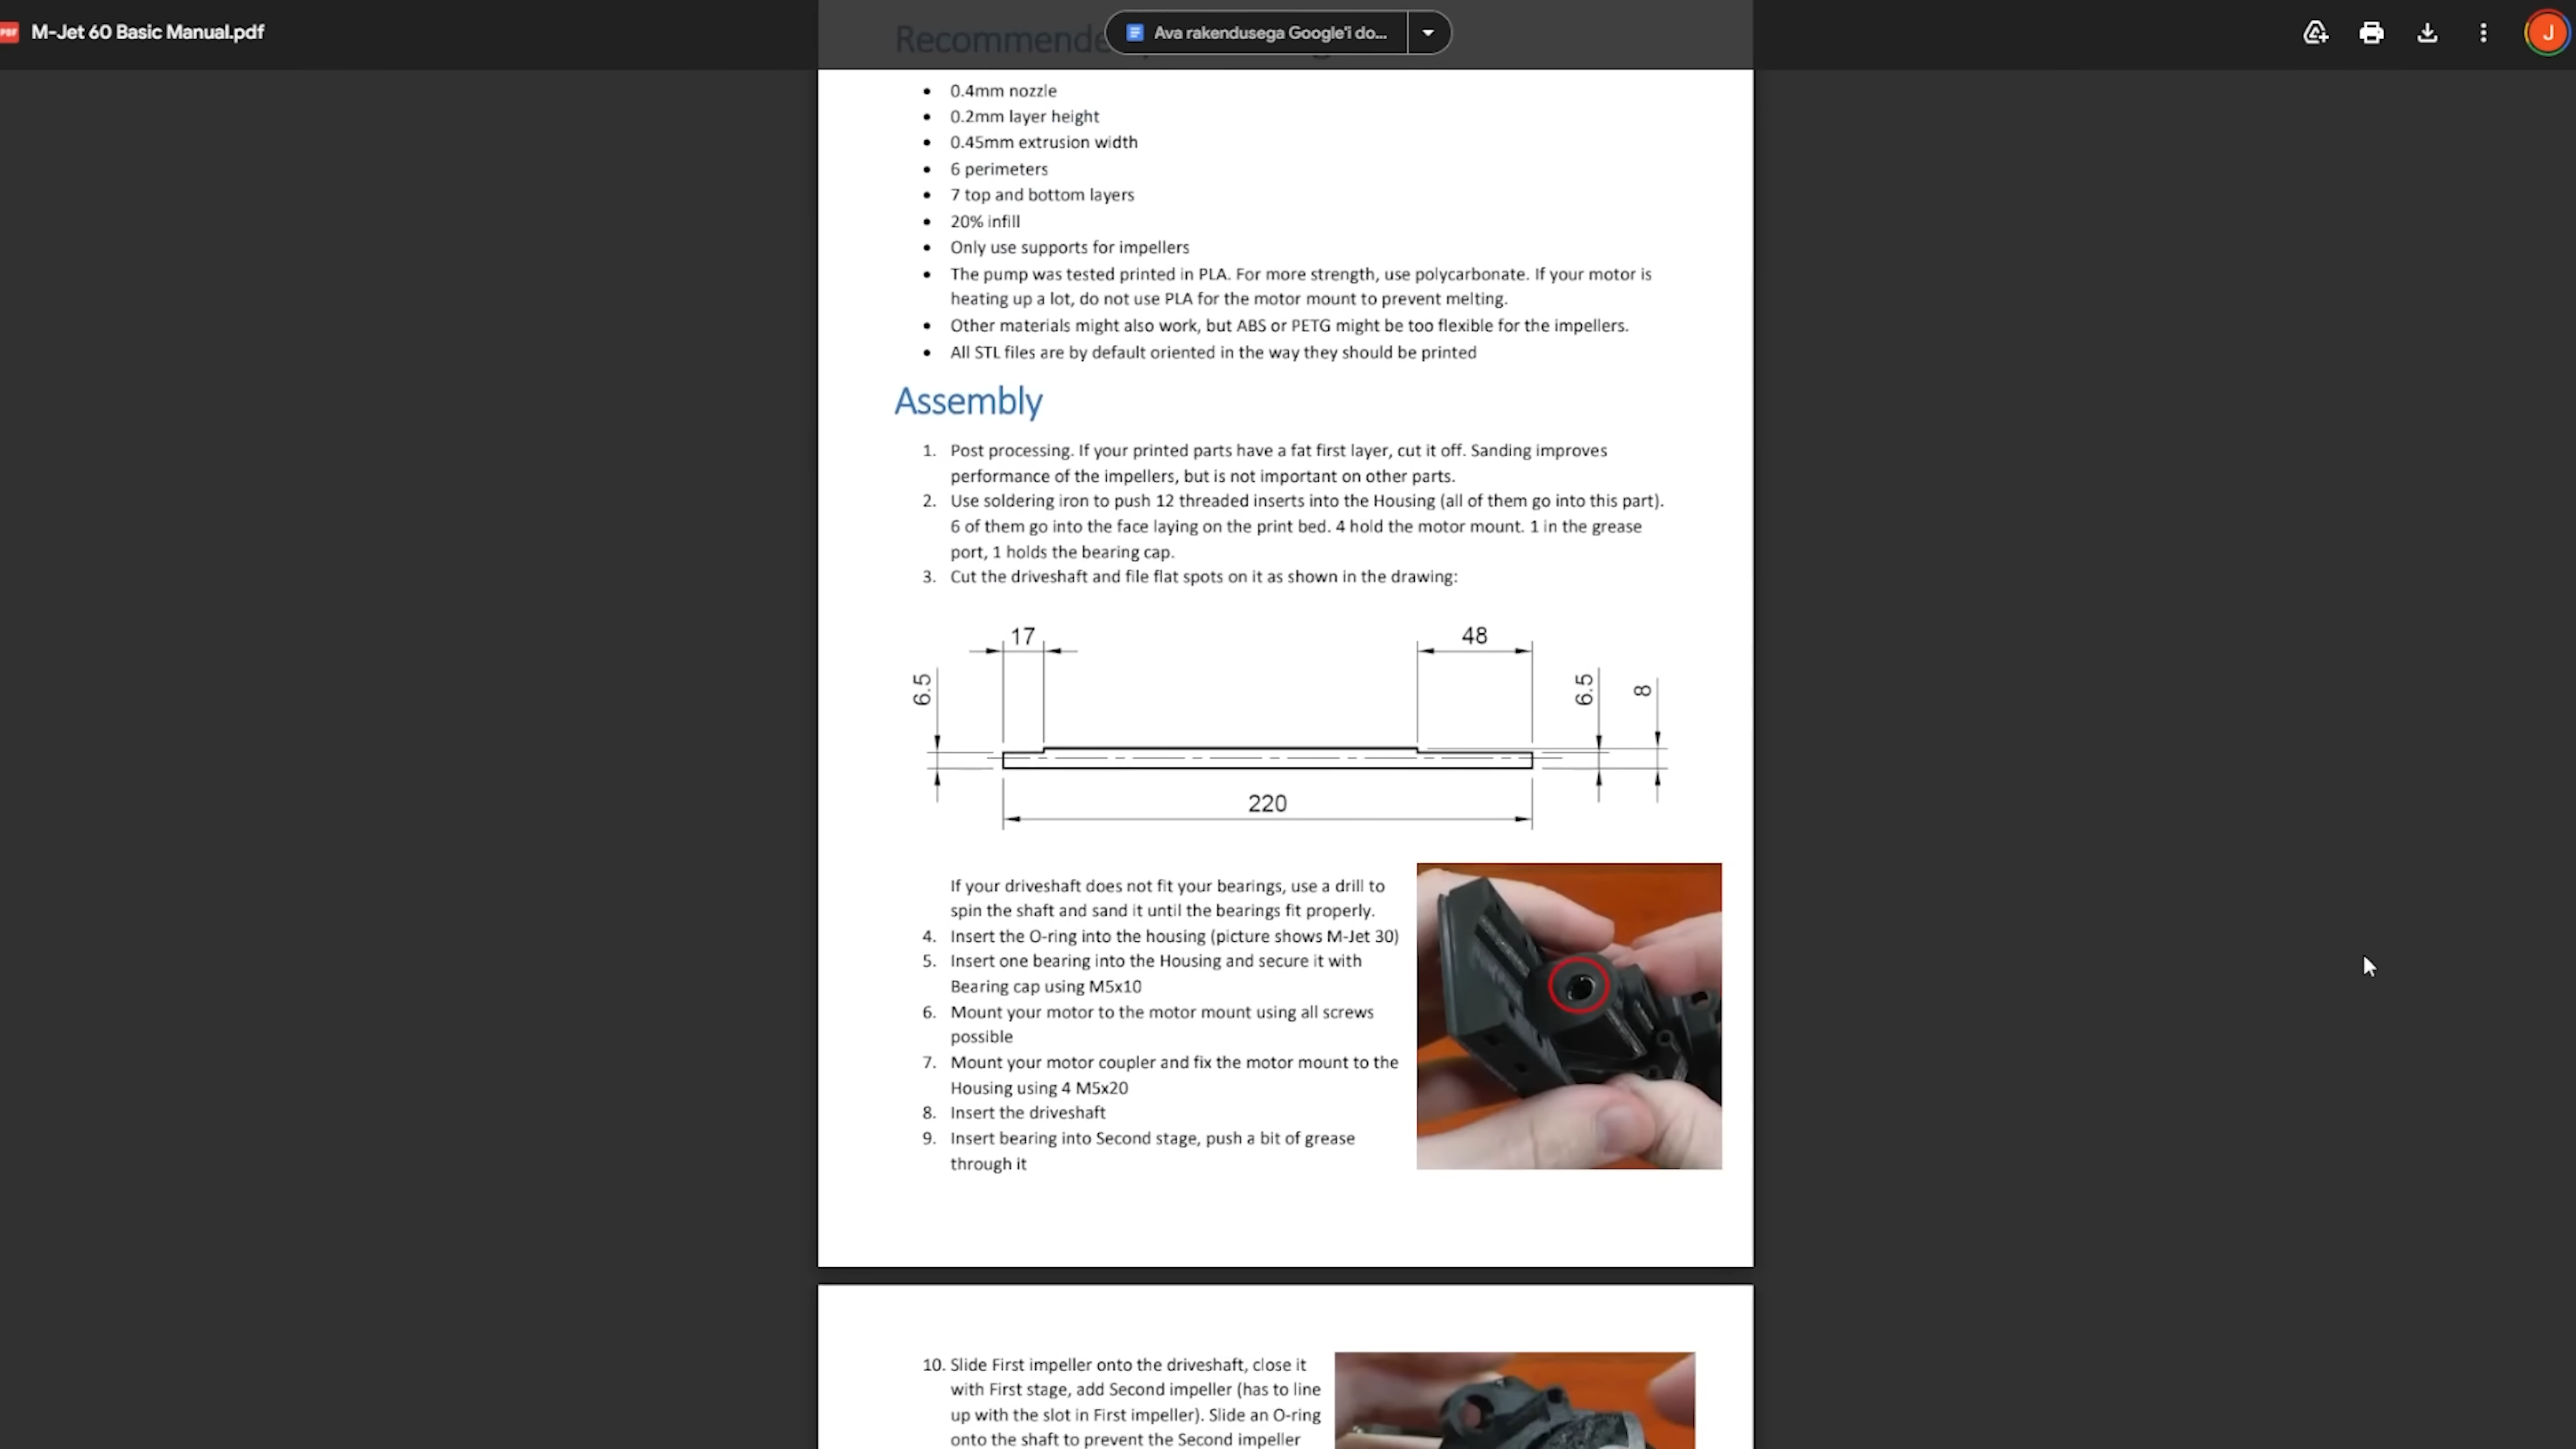 M-Jet 60 Basic Manual.pdf
Ava rakendusega Google'i do...
J
• 0.4mm nozzle
• 0.2mm layer height
• 0.45mm extrusion width
• 6 perimeters
• 7 top and bottom layers
• 20% infill
• Only use supports for impellers
• The pump was tested printed in PLA. For more strength, use polycarbonate. If your motor is
heating up a lot, do not use PLA for the motor mount to prevent melting.
• Other materials might also work, but ABS or PETG might be too flexible for the impellers.
• All STL files are by default oriented in the way they should be printed
Assembly
1. Post processing. If your printed parts have a fat first layer, cut it off. Sanding improves
performance of the impellers, but is not important on other parts.
2. Use soldering iron to push 12 threaded inserts into the Housing (all of them go into this part).
6 of them go into the face laying on the print bed. 4 hold the motor mount. 1 in the grease
port, 1 holds the bearing cap.
3. Cut the driveshaft and file flat spots on it as shown in the drawing:
17
48
6.5
6.5
8
220
If your driveshaft does not fit your bearings, use a drill to
spin the shaft and sand it until the bearings fit properly.
4. Insert the O-ring into the housing (picture shows M-Jet 30)
5. Insert one bearing into the Housing and secure it with
Bearing cap using M5x10
6. Mount your motor to the motor mount using all screws
possible
7. Mount your motor coupler and fix the motor mount to the
Housing using 4 M5x20
8. Insert the driveshaft
9. Insert bearing into Second stage, push a bit of grease
through it
10. Slide First impeller onto the driveshaft, close it
with First stage, add Second impeller (has to line
up with the slot in First impeller). Slide an O-ring
onto the shaft to prevent the Second impeller